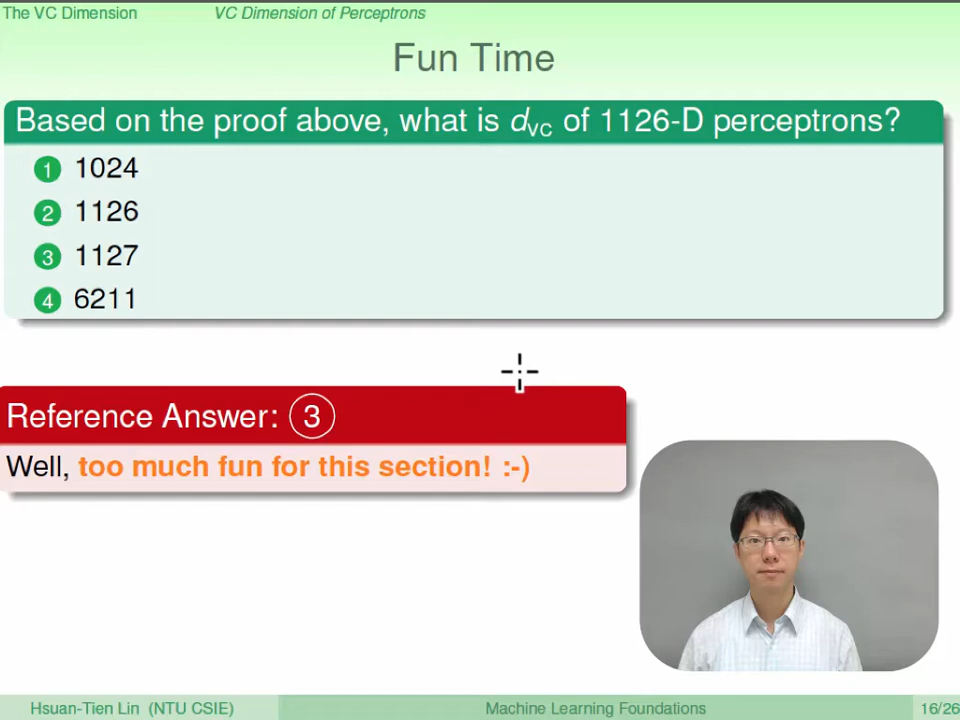 The VC Dimension VC Dimension of Perceptrons
Fun Time
Based on the proof above, what is dVC of 1126-D perceptrons?
1 1024
2 1126
3 1127
4 6211
Reference Answer: 3
Well, too much fun for this section! :-)
Hsuan-Tien Lin (NTU CSIE) Machine Learning Foundations 16/26